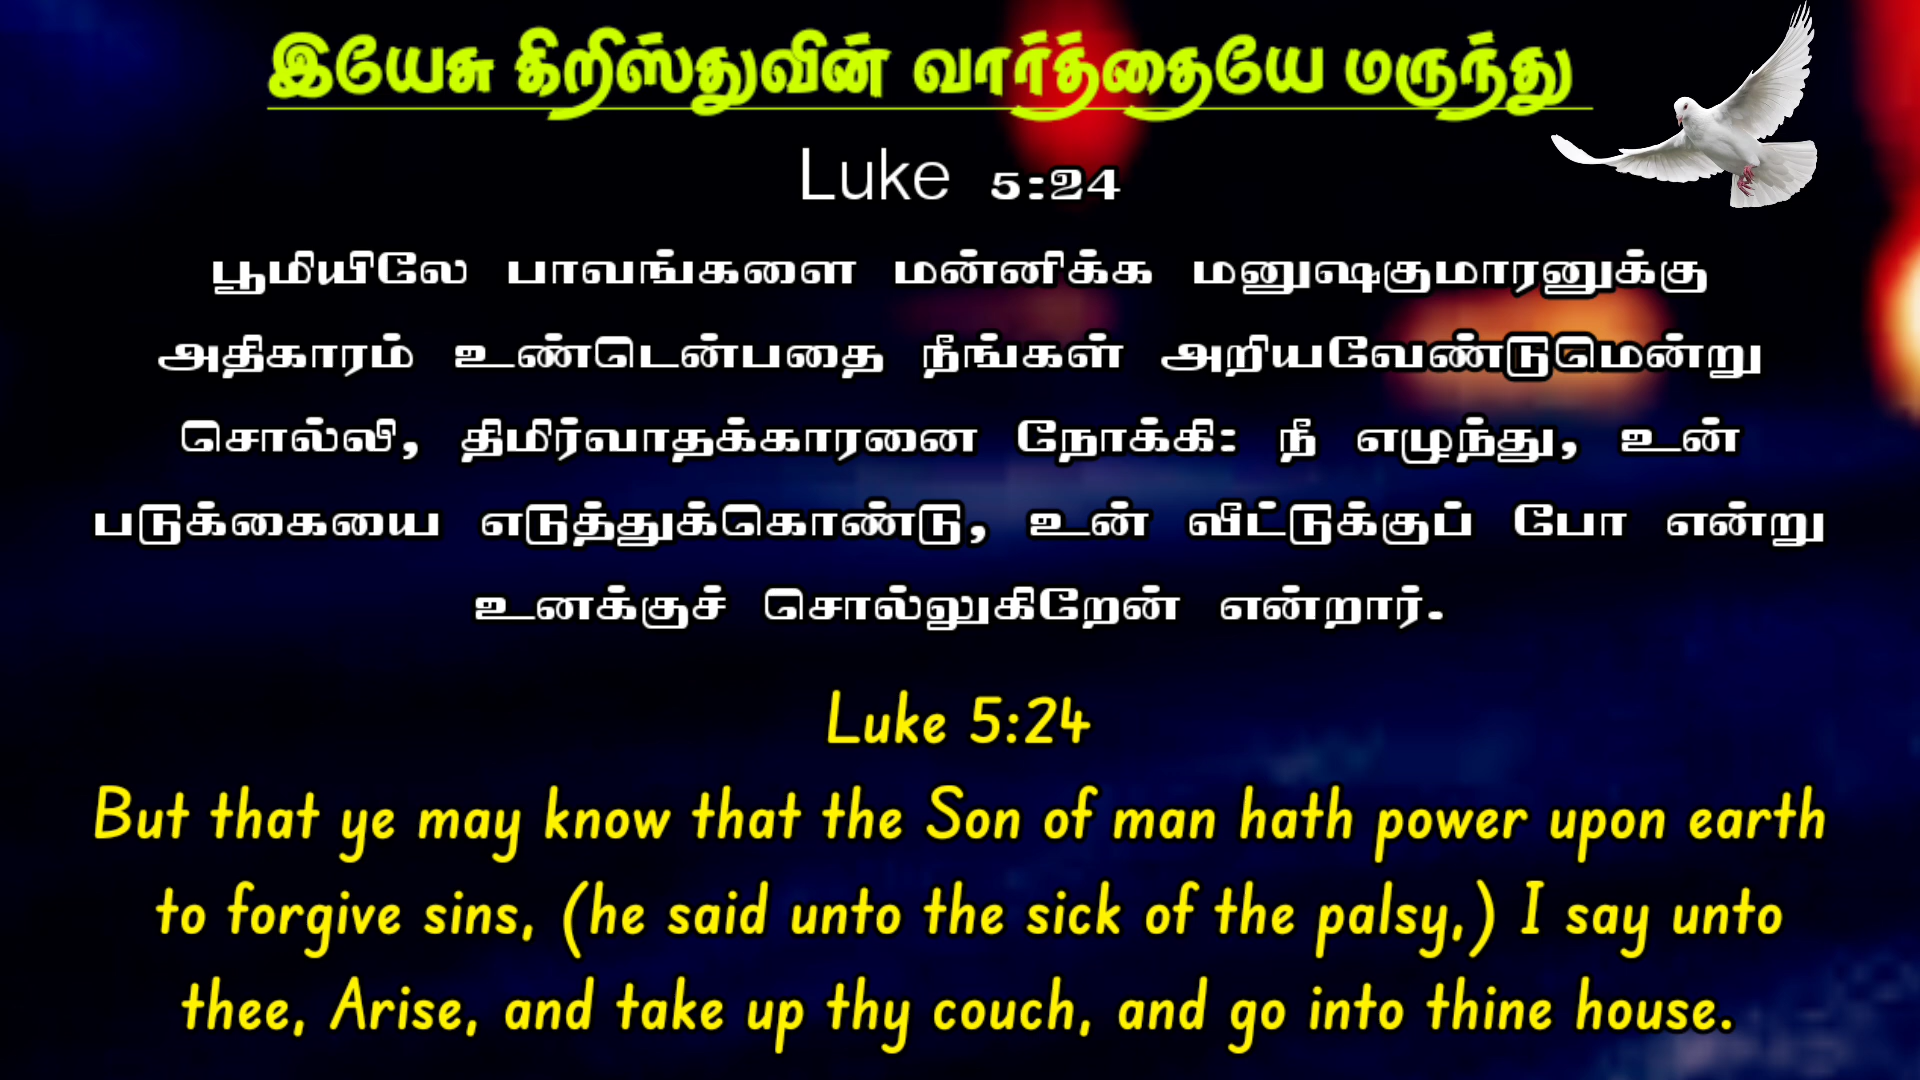 இயேசு கிறிஸ்துவின் வார்த்தையே மருந்து
Luke 5:24
பூமியிலே பாவங்களை மன்னிக்க மனுஷகுமாரனுக்கு
அதிகாரம் உண்டென்பதை நீங்கள் அறியவேண்டுமென்று
சொல்லி, திமிர்வாதக்காரனை நோக்கி: நீ எழுந்து, உன்
படுக்கையை எடுத்துக்கொண்டு, உன் வீட்டுக்குப் போ என்று
உனக்குச் சொல்லுகிறேன் என்றார்.
Luke 5:24
But that ye may know that the Son of man hath power upon earth
to forgive sins, (he said unto the sick of the palsy,) I say unto
thee, Arise, and take up thy couch, and go into thine house.